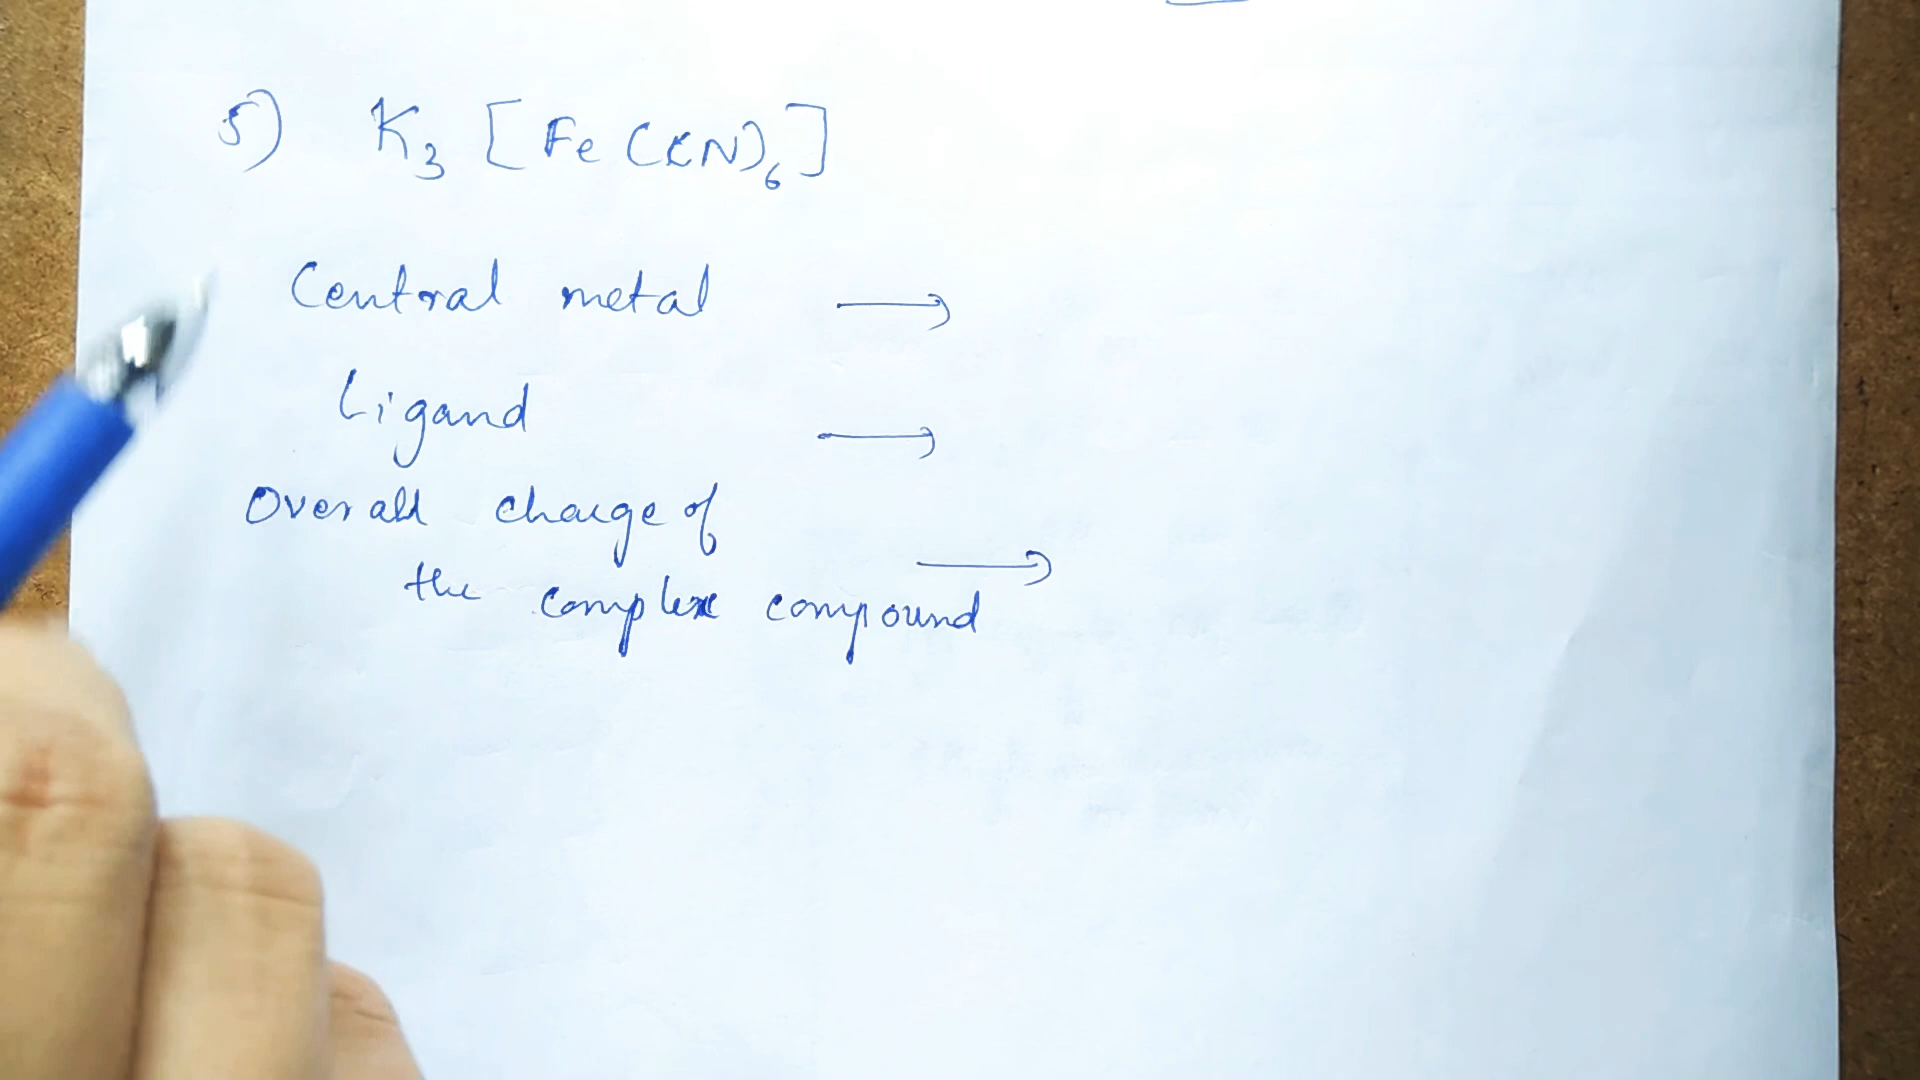 5) K₃ [Fe(CN)₆]
Central metal ⟶
Ligand ⟶
Overall charge of
the complex compound ⟶